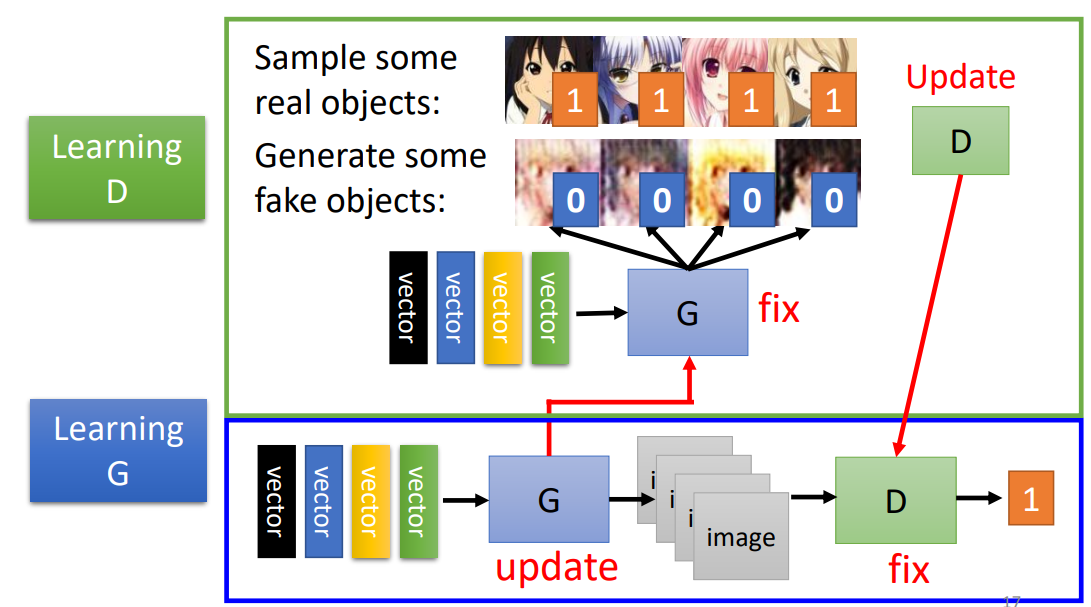 Learning
D
Sample some
real objects:
1
1
1
1
Update
D
Generate some
fake objects:
0
0
0
0
vector
vector
vector
vector
G
fix
Learning
G
vector
vector
vector
vector
G
update
i
i
i
image
D
fix
1
17